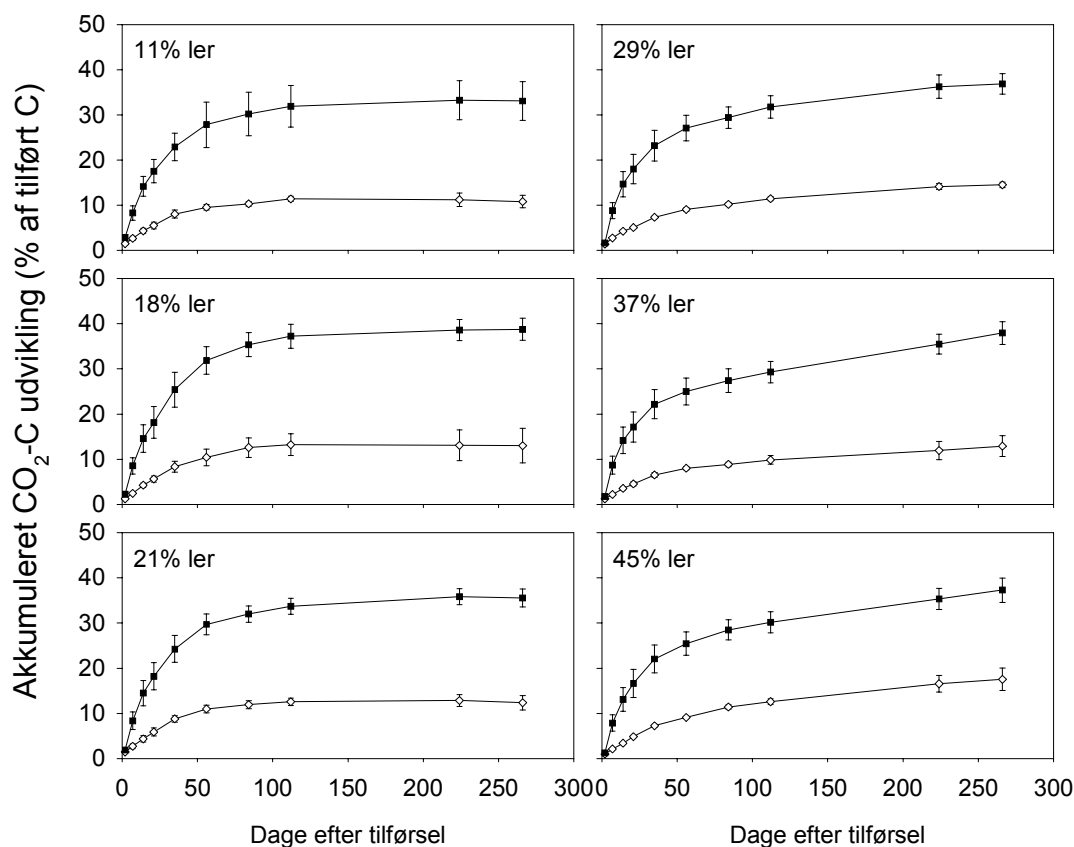 Akkumuleret CO2-C udvikling (% af tilført C)
50
40
30
20
10
0
11% ler
29% ler
50
40
30
20
10
0
18% ler
37% ler
50
40
30
20
10
0
21% ler
45% ler
0 50 100 150 200 250 300
0 50 100 150 200 250 300
Dage efter tilførsel
Dage efter tilførsel